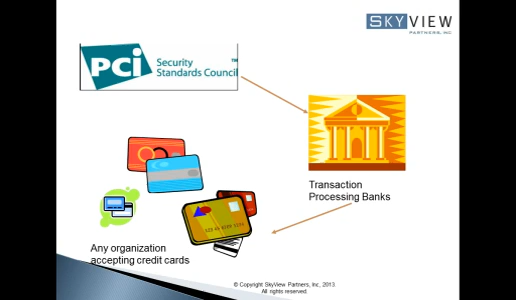 SKYVIEW
PARTNERS, INC
PCi Security
Standards Council
TM
Transaction
Processing Banks
Any organization
accepting credit cards
© Copyright SkyView Partners, Inc, 2013.
All rights reserved.